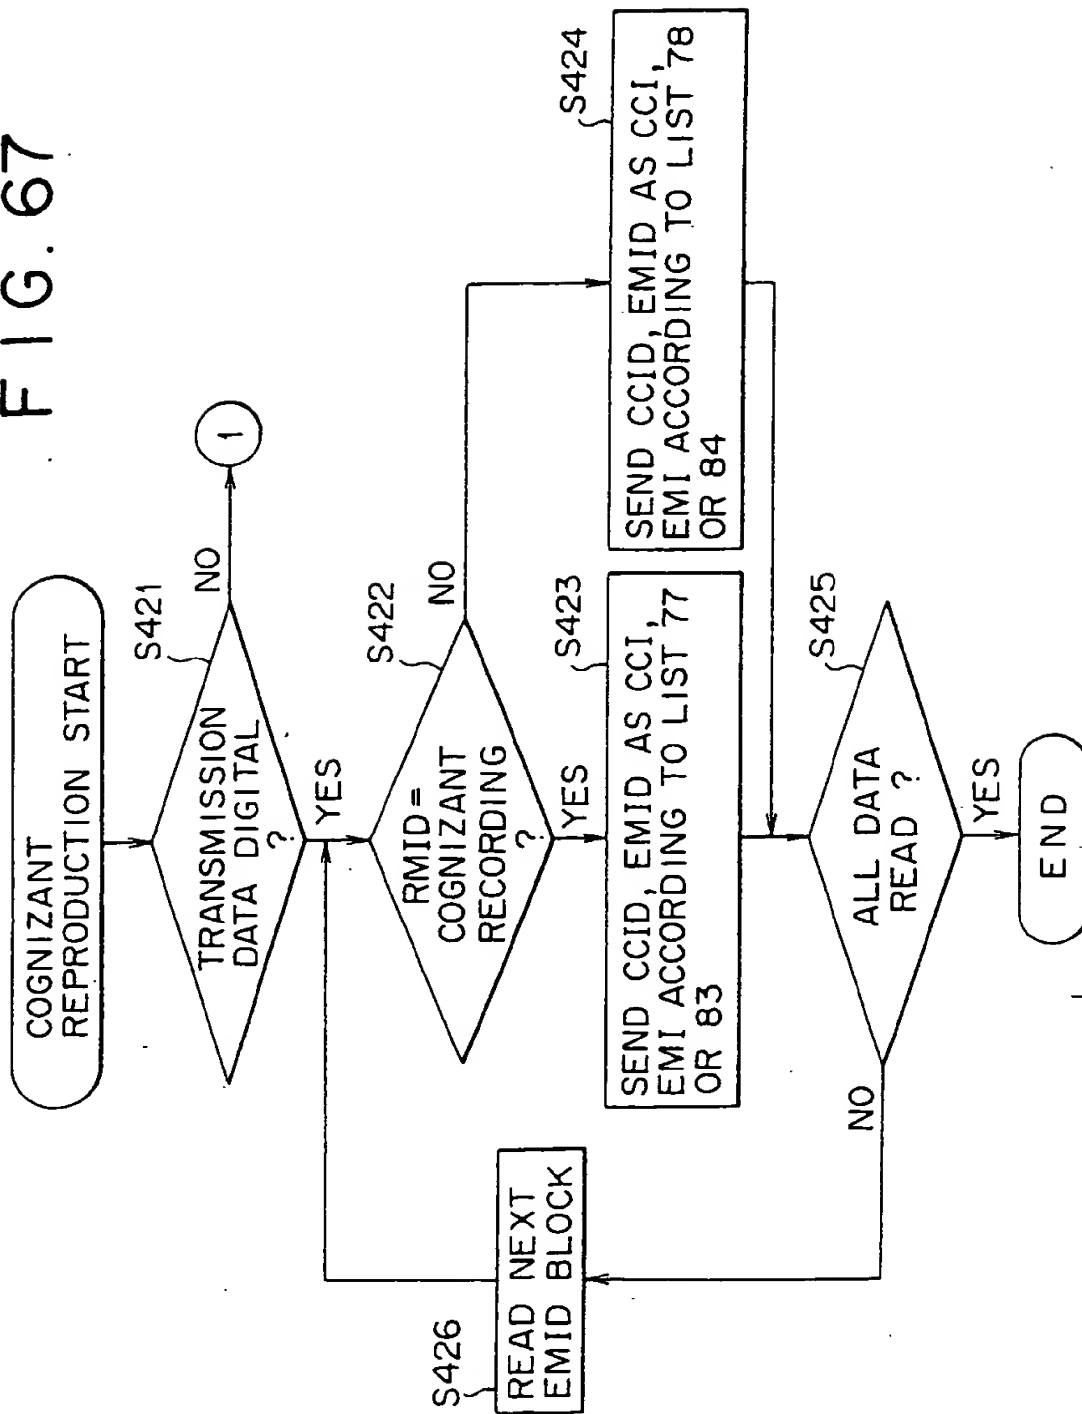 FIG. 67
COGNIZANT
REPRODUCTION START
S421
TRANSMISSION
DATA DIGITAL
?
NO
1
YES
S422
RMID=
COGNIZANT
RECORDING
?
NO
YES
S423
SEND CCID, EMID AS CCI,
EMI ACCORDING TO LIST 77
OR 83
S424
SEND CCID, EMID AS CCI,
EMI ACCORDING TO LIST 78
OR 84
S425
ALL DATA
READ ?
NO
YES
S426
READ NEXT
EMID BLOCK
END